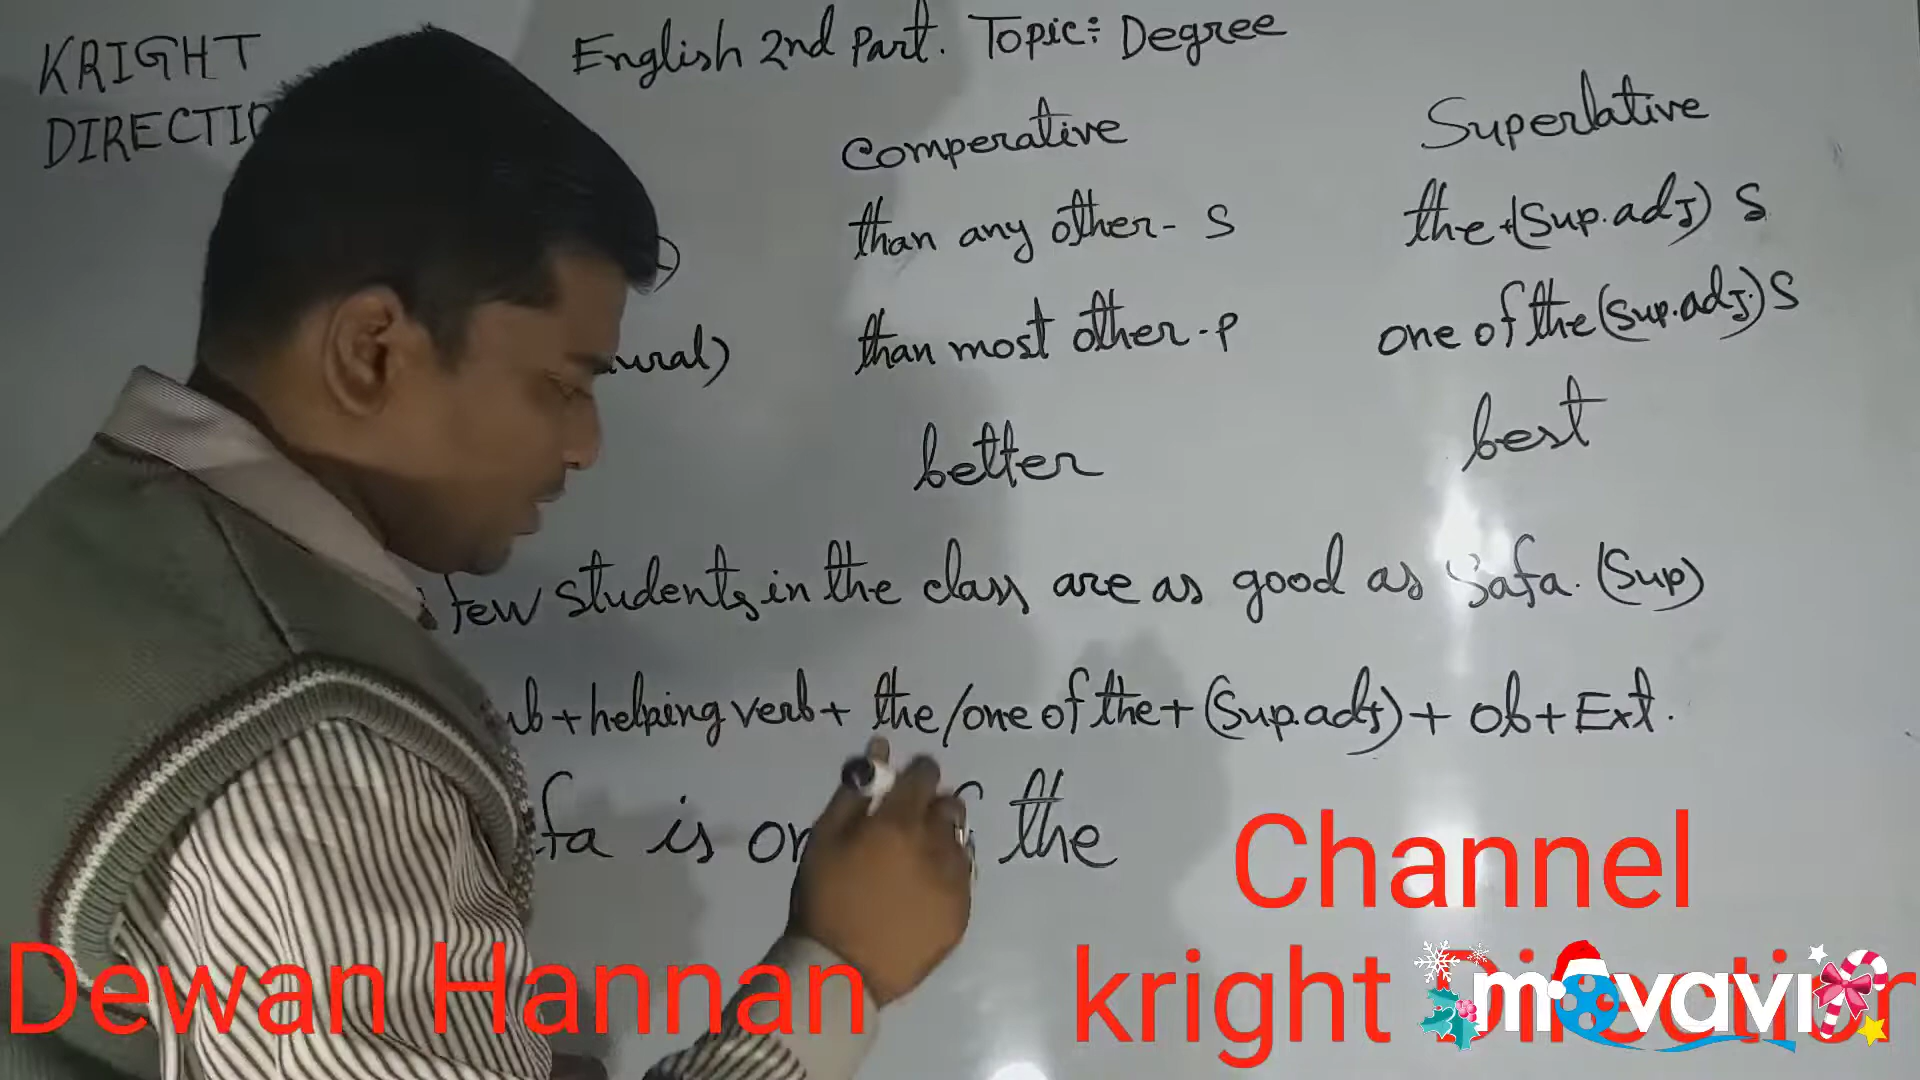 KRIGHT
English 2nd Part. Topic: Degree
Comperative
Superlative
than any other - S
the + (Sup. adj) S
than most other - P
one of the (Sup. adj.) S
better
best
few students in the class are as good as Safa. (Sup)
+ helping verb + the / one of the + (Sup. adj) + Ob + Ext.
is the
Channel
Dewan Hannan
kright Direction
movavi